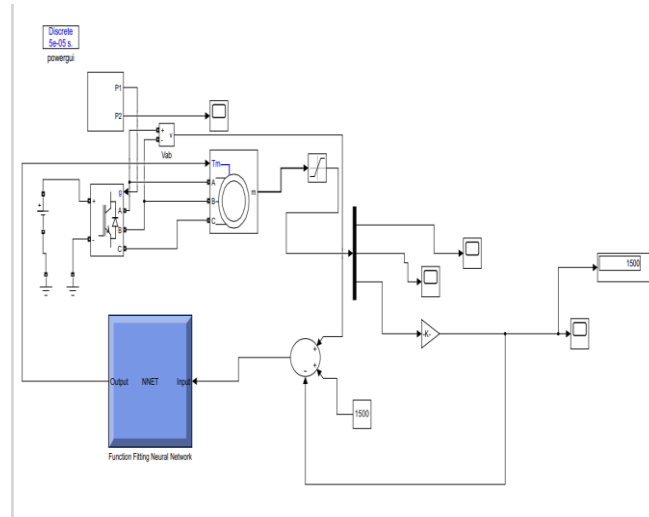 Discrete
5e-05 s.
powergui
P1
P2
+
-
v
Vab
Tm
A
B
C
m
g
+
-
A
B
C
+
1500
-K-
+
+
-
1500
Output
NNET
Input
Function Fitting Neural Network